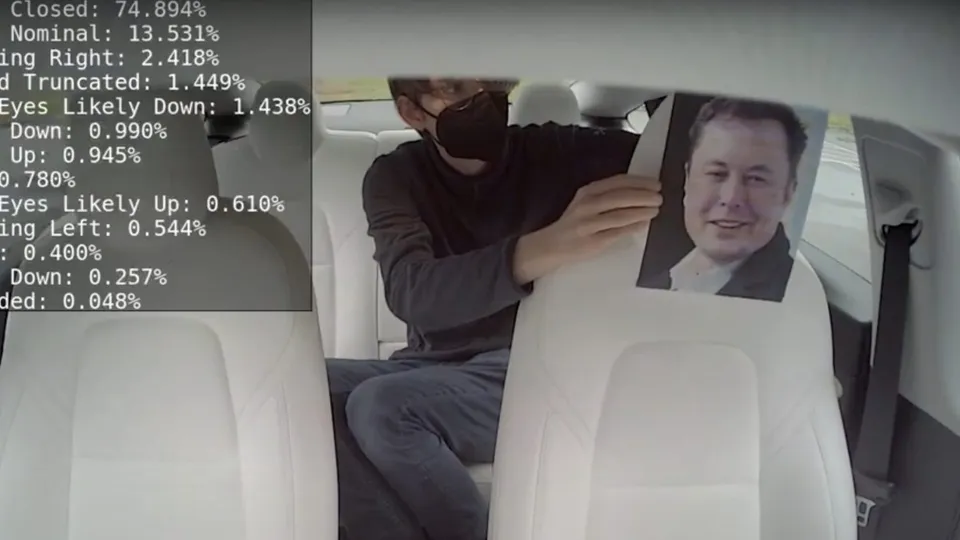 Closed: 74.894%
Nominal: 13.531%
ing Right: 2.418%
d Truncated: 1.449%
Eyes Likely Down: 1.438%
Down: 0.990%
Up: 0.945%
0.780%
Eyes Likely Up: 0.610%
ing Left: 0.544%
: 0.400%
Down: 0.257%
ded: 0.048%